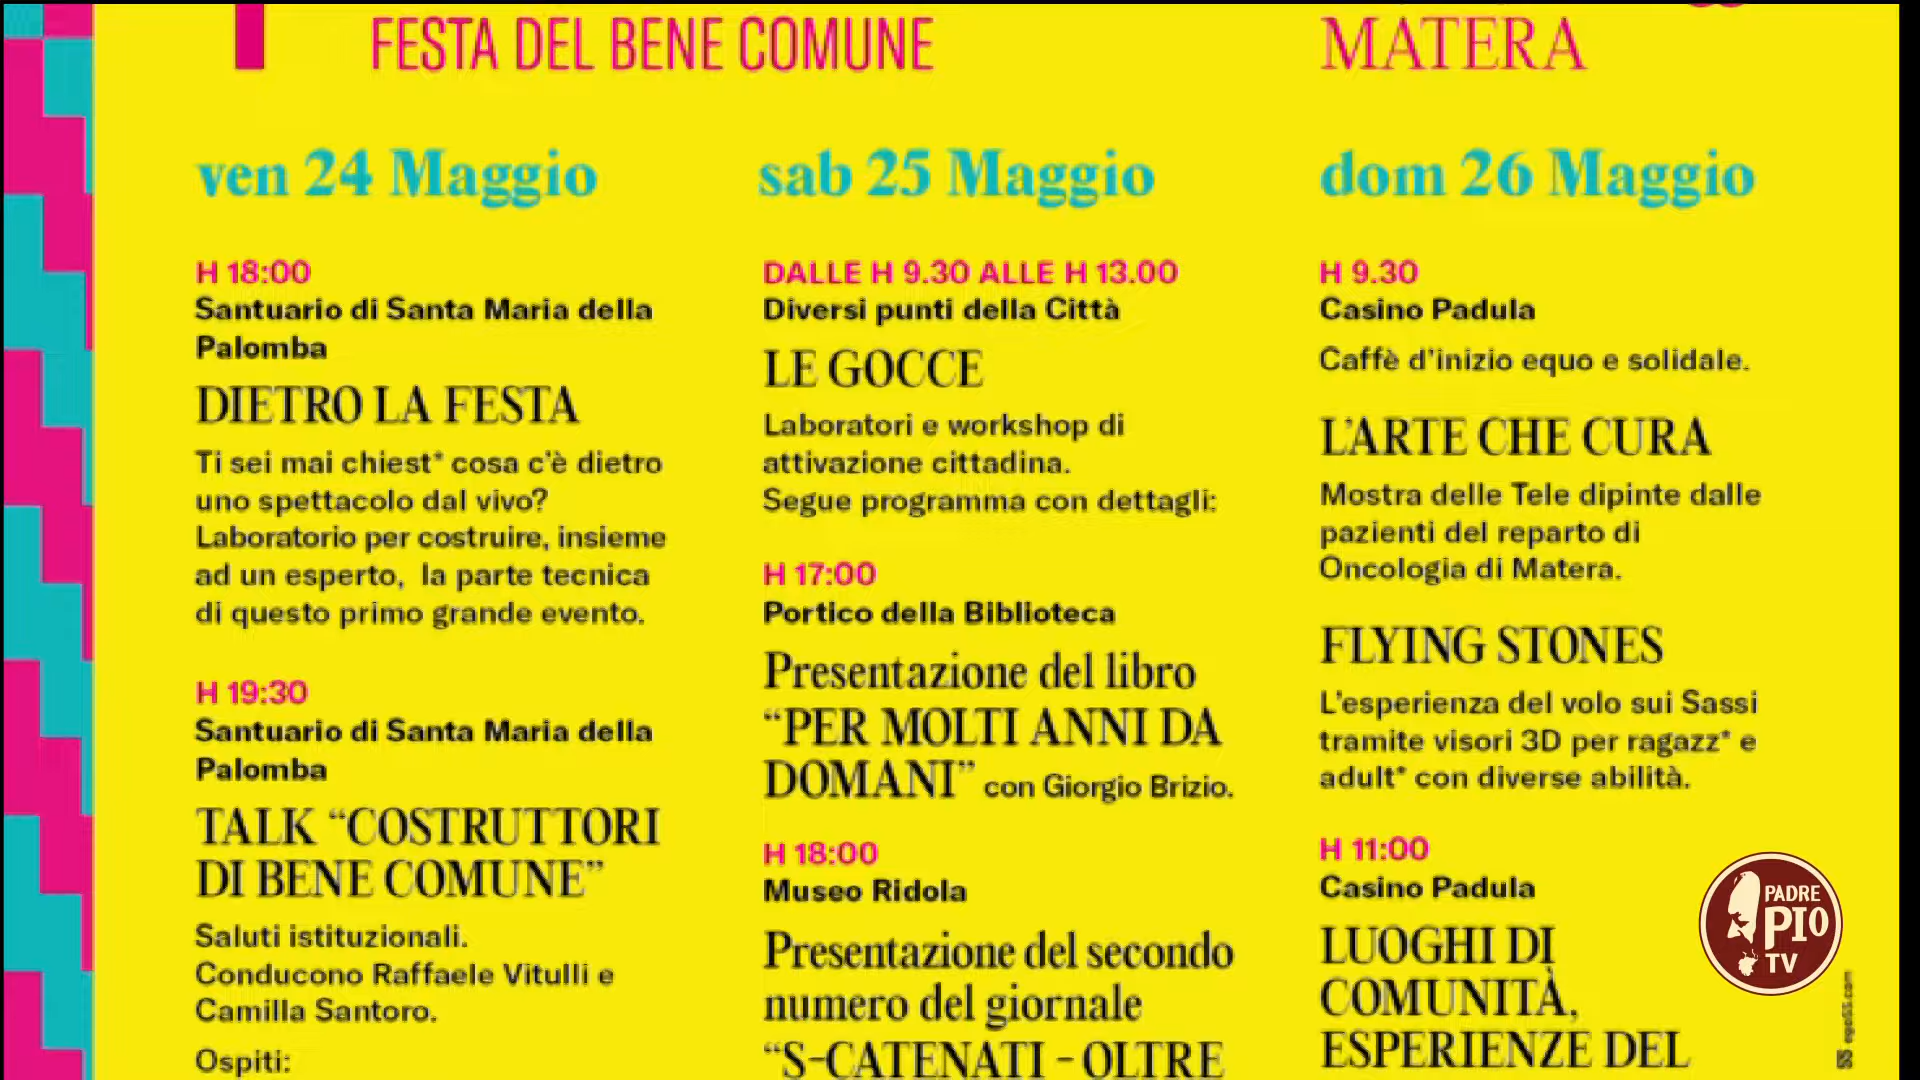 FESTA DEL BENE COMUNE
MATERA
ven 24 Maggio
H 18:00
Santuario di Santa Maria della
Palomba
DIETRO LA FESTA
Ti sei mai chiest* cosa c'è dietro
uno spettacolo dal vivo?
Laboratorio per costruire, insieme
ad un esperto, la parte tecnica
di questo primo grande evento.
H 19:30
Santuario di Santa Maria della
Palomba
TALK “COSTRUTTORI
DI BENE COMUNE”
Saluti istituzionali.
Conducono Raffaele Vitulli e
Camilla Santoro.
Ospiti:
sab 25 Maggio
DALLE H 9.30 ALLE H 13.00
Diversi punti della Città
LE GOCCE
Laboratori e workshop di
attivazione cittadina.
Segue programma con dettagli:
H 17:00
Portico della Biblioteca
Presentazione del libro
“PER MOLTI ANNI DA
DOMANI” con Giorgio Brizio.
H 18:00
Museo Ridola
Presentazione del secondo
numero del giornale
“S-CATENATI - OLTRE
dom 26 Maggio
H 9.30
Casino Padula
Caffè d'inizio equo e solidale.
L'ARTE CHE CURA
Mostra delle Tele dipinte dalle
pazienti del reparto di
Oncologia di Matera.
FLYING STONES
L'esperienza del volo sui Sassi
tramite visori 3D per ragazz* e
adult* con diverse abilità.
H 11:00
Casino Padula
LUOGHI DI
COMUNITÀ,
ESPERIENZE DEL
PADRE
PIO
TV